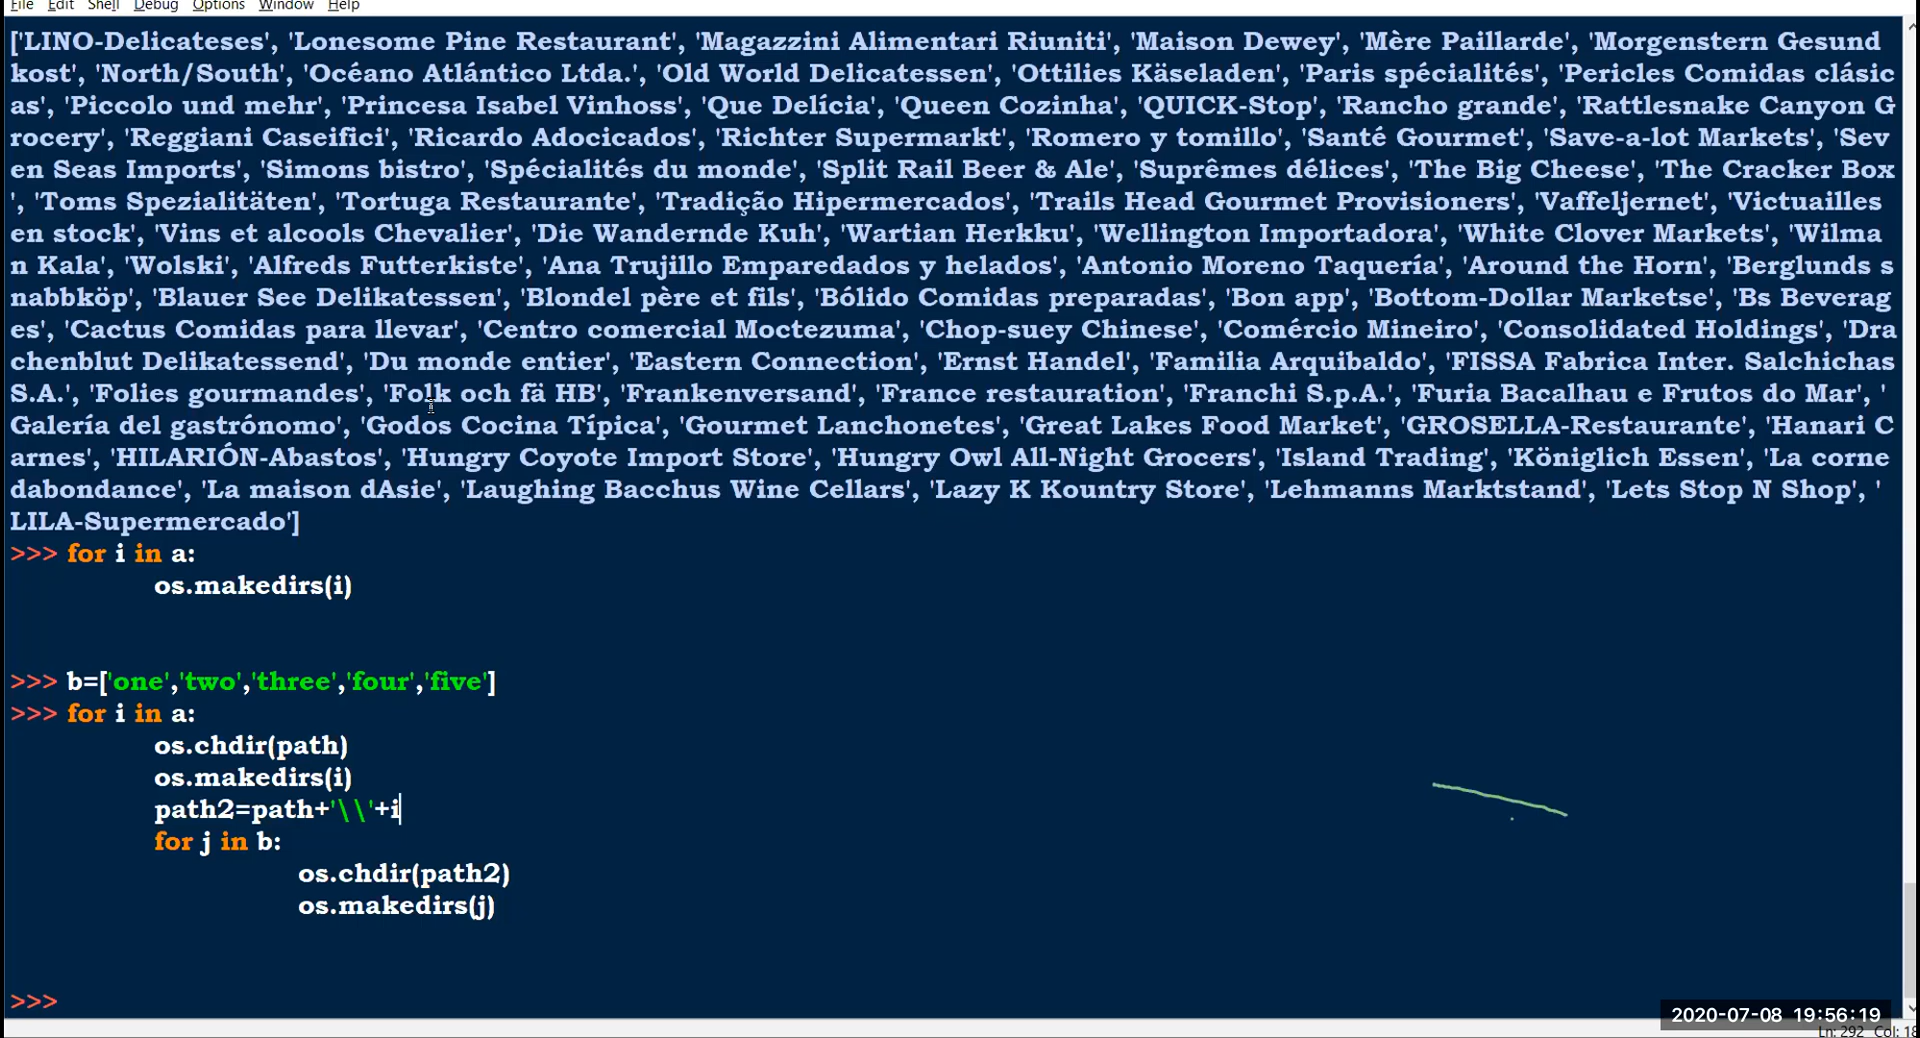 File Edit Shell Debug Options Window Help
['LINO-Delicateses', 'Lonesome Pine Restaurant', 'Magazzini Alimentari Riuniti', 'Maison Dewey', 'Mère Paillarde', 'Morgenstern Gesund
kost', 'North/South', 'Océano Atlántico Ltda.', 'Old World Delicatessen', 'Ottilies Käseladen', 'Paris spécialités', 'Pericles Comidas clásic
as', 'Piccolo und mehr', 'Princesa Isabel Vinhoss', 'Que Delícia', 'Queen Cozinha', 'QUICK-Stop', 'Rancho grande', 'Rattlesnake Canyon G
rocery', 'Reggiani Caseifici', 'Ricardo Adocicados', 'Richter Supermarkt', 'Romero y tomillo', 'Santé Gourmet', 'Save-a-lot Markets', 'Sev
en Seas Imports', 'Simons bistro', 'Spécialités du monde', 'Split Rail Beer & Ale', 'Suprêmes délices', 'The Big Cheese', 'The Cracker Box
', 'Toms Spezialitäten', 'Tortuga Restaurante', 'Tradição Hipermercados', 'Trails Head Gourmet Provisioners', 'Vaffeljernet', 'Victuailles
en stock', 'Vins et alcools Chevalier', 'Die Wandernde Kuh', 'Wartian Herkku', 'Wellington Importadora', 'White Clover Markets', 'Wilma
n Kala', 'Wolski', 'Alfreds Futterkiste', 'Ana Trujillo Emparedados y helados', 'Antonio Moreno Taquería', 'Around the Horn', 'Berglunds s
nabbköp', 'Blauer See Delikatessen', 'Blondel père et fils', 'Bólido Comidas preparadas', 'Bon app', 'Bottom-Dollar Marketse', 'Bs Beverag
es', 'Cactus Comidas para llevar', 'Centro comercial Moctezuma', 'Chop-suey Chinese', 'Comércio Mineiro', 'Consolidated Holdings', 'Dra
chenblut Delikatessend', 'Du monde entier', 'Eastern Connection', 'Ernst Handel', 'Familia Arquibaldo', 'FISSA Fabrica Inter. Salchichas
S.A.', 'Folies gourmandes', 'Folk och fä HB', 'Frankenversand', 'France restauration', 'Franchi S.p.A.', 'Furia Bacalhau e Frutos do Mar', '
Galería del gastrónomo', 'Godos Cocina Típica', 'Gourmet Lanchonetes', 'Great Lakes Food Market', 'GROSELLA-Restaurante', 'Hanari C
arnes', 'HILARIÓN-Abastos', 'Hungry Coyote Import Store', 'Hungry Owl All-Night Grocers', 'Island Trading', 'Königlich Essen', 'La corne
dabondance', 'La maison dAsie', 'Laughing Bacchus Wine Cellars', 'Lazy K Kountry Store', 'Lehmanns Marktstand', 'Lets Stop N Shop', '
LILA-Supermercado']
>>> for i in a:
os.makedirs(i)
>>> b=['one','two','three','four','five']
>>> for i in a:
os.chdir(path)
os.makedirs(i)
path2=path+'\\'+i
for j in b:
os.chdir(path2)
os.makedirs(j)
>>>
2020-07-08 19:56:19
Ln: 292 Col: 18